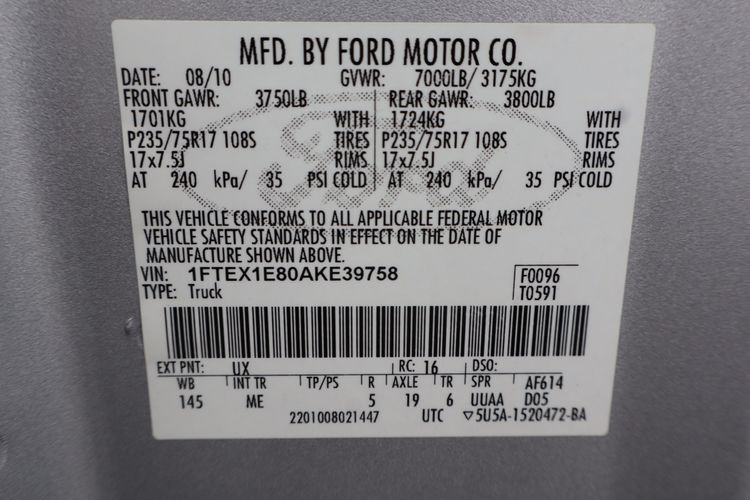 MFD. BY FORD MOTOR CO.
DATE: 08/10 GVWR: 7000LB/ 3175KG
FRONT GAWR: 3750LB REAR GAWR: 3800LB
1701KG WITH 1724KG WITH
P235/75R17 108S TIRES P235/75R17 108S TIRES
17x7.5J RIMS 17x7.5J RIMS
AT 240 kPa/ 35 PSI COLD AT 240 kPa/ 35 PSI COLD
Ford
THIS VEHICLE CONFORMS TO ALL APPLICABLE FEDERAL MOTOR
VEHICLE SAFETY STANDARDS IN EFFECT ON THE DATE OF
MANUFACTURE SHOWN ABOVE.
VIN: 1FTEX1E80AKE39758 F0096
TYPE: Truck T0591
EXT PNT: UX RC: 16 DSO:
WB INT TR TP/PS R AXLE TR SPR AF614
145 ME 5 19 6 UUAA D05
2201008021447 UTC ▽5U5A-1520472-BA